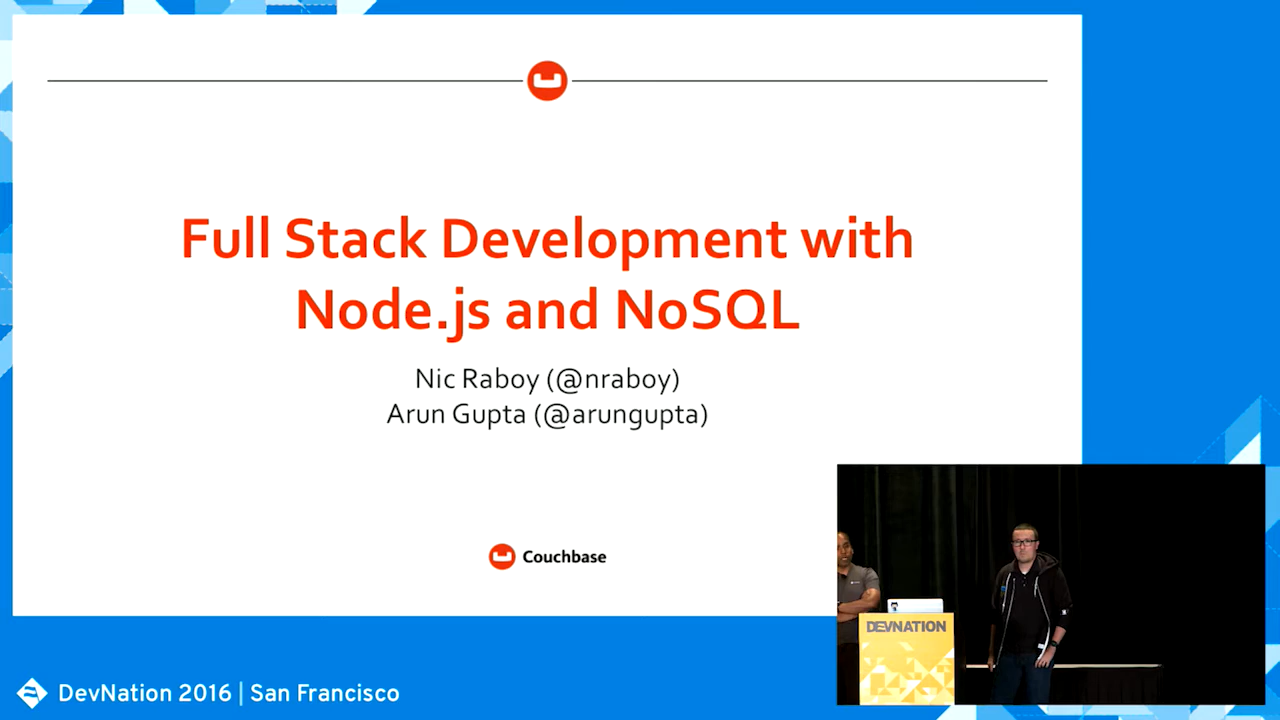 Full Stack Development with
Node.js and NoSQL
Nic Raboy (@nraboy)
Arun Gupta (@arungupta)
Couchbase
DEVNATION
DevNation 2016 | San Francisco